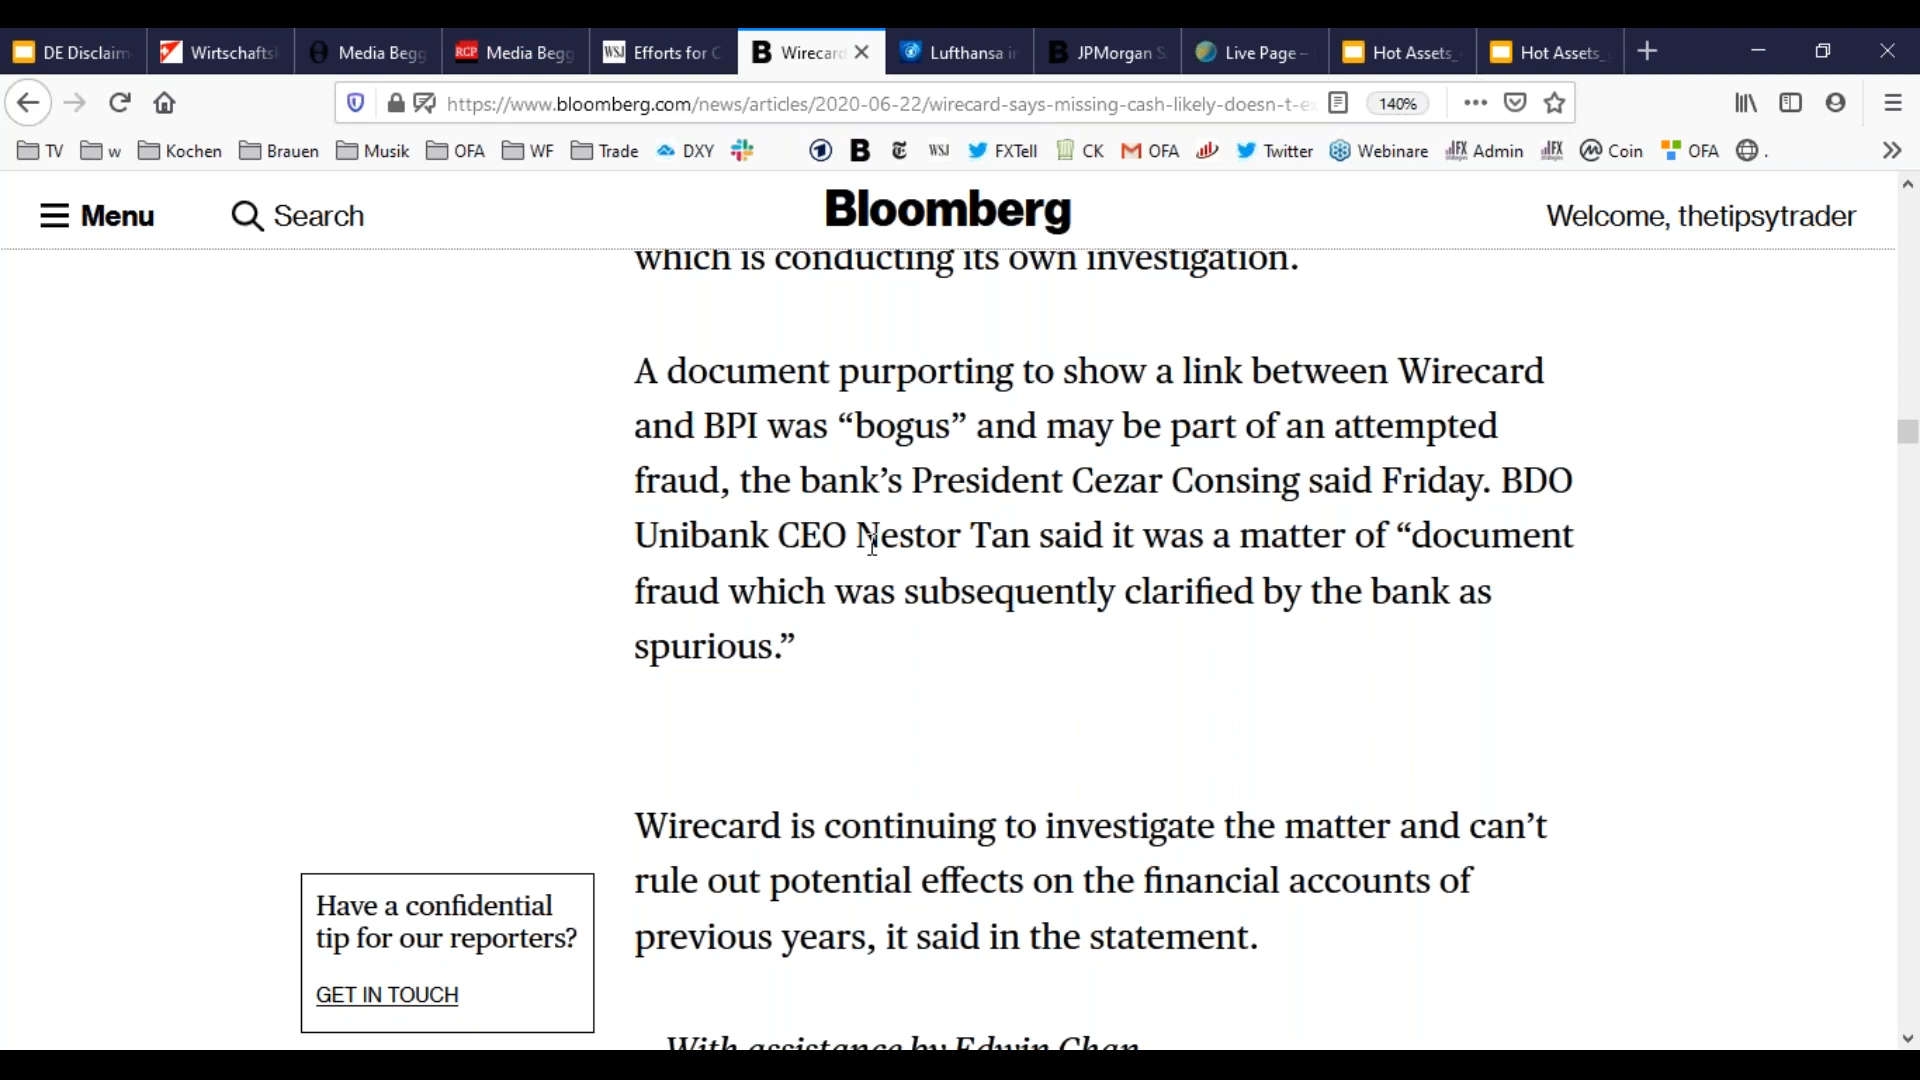 DE Disclaim
Wirtschafts
Media Begg
Media Begg
Efforts for C
Wirecard
Lufthansa in
JPMorgan S
Live Page –
Hot Assets_
Hot Assets_
https://www.bloomberg.com/news/articles/2020-06-22/wirecard-says-missing-cash-likely-doesn-t-ex
140%
TV
w
Kochen
Brauen
Musik
OFA
WF
Trade
DXY
B
WSJ
FXTell
CK
OFA
Twitter
Webinare
Admin
Coin
OFA
.
Menu
Search
Bloomberg
Welcome, thetipsytrader
which is conducting its own investigation.
A document purporting to show a link between Wirecard
and BPI was “bogus” and may be part of an attempted
fraud, the bank’s President Cezar Consing said Friday. BDO
Unibank CEO Nestor Tan said it was a matter of “document
fraud which was subsequently clarified by the bank as
spurious.”
Wirecard is continuing to investigate the matter and can’t
rule out potential effects on the financial accounts of
previous years, it said in the statement.
Have a confidential
tip for our reporters?
GET IN TOUCH
With assistance by Edwin Chan